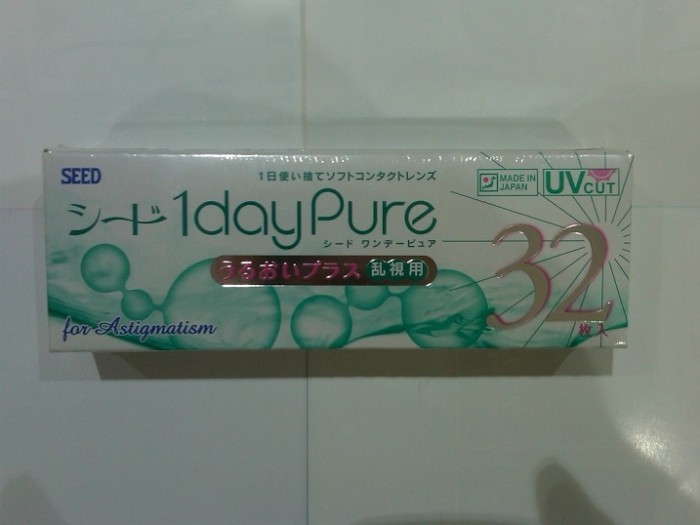 SEED
1日使い捨てソフトコンタクトレンズ
MADE IN
JAPAN
UV CUT
シード 1dayPure
シード ワンデーピュア
うるおいプラス 乱視用
32
枚入
for Astigmatism